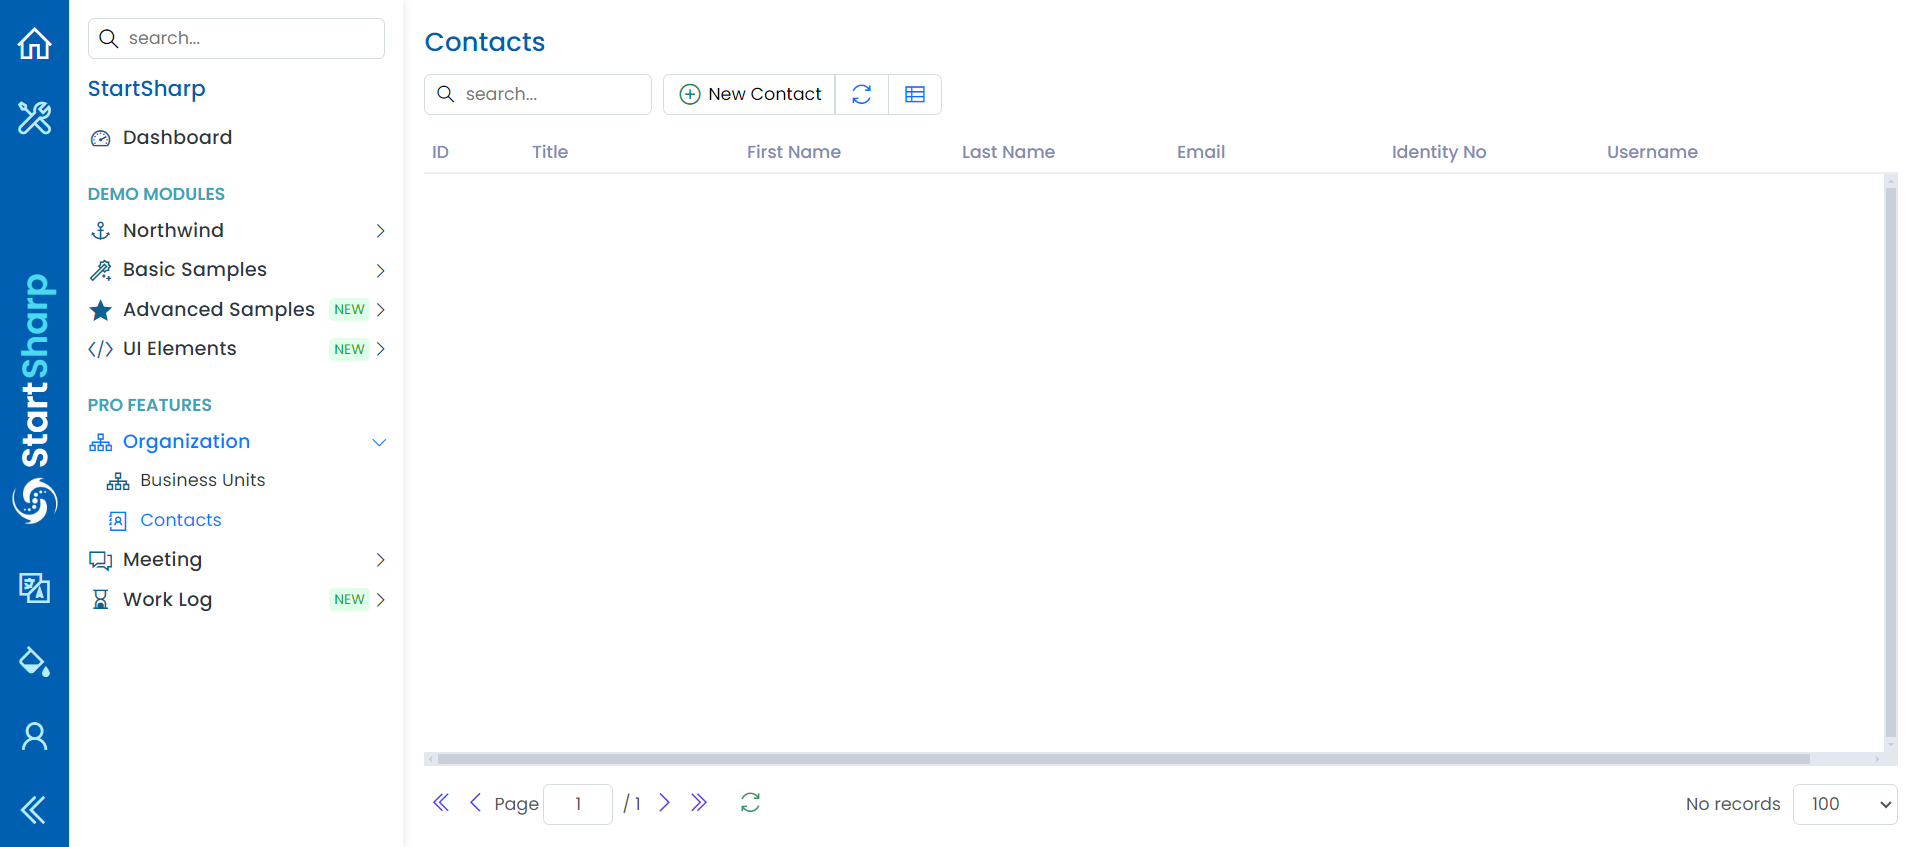 StartSharp
search...
StartSharp
Dashboard
DEMO MODULES
Northwind
Basic Samples
Advanced Samples NEW
UI Elements NEW
PRO FEATURES
Organization
Business Units
Contacts
Meeting
Work Log NEW
Contacts
search...
New Contact
ID Title First Name Last Name Email Identity No Username
Page 1 / 1
No records 100